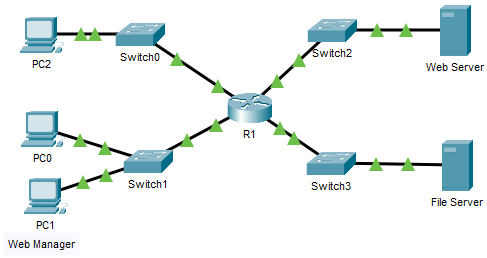 PC2
Switch0
Switch2
Web Server
PC0
R1
Switch1
Switch3
PC1
File Server
Web Manager